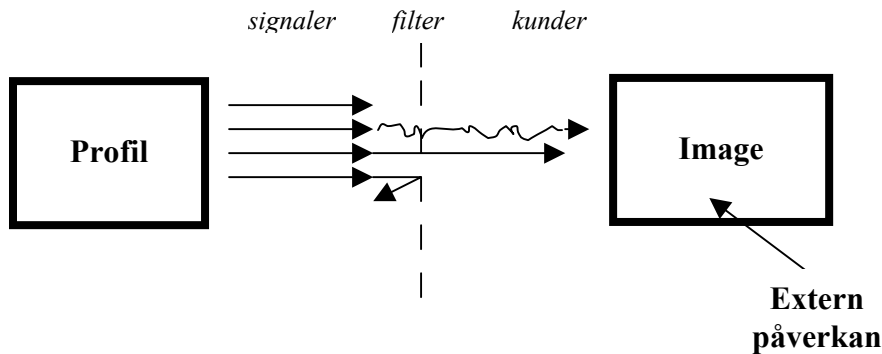 signaler filter kunder
Profil
Image
Extern
påverkan